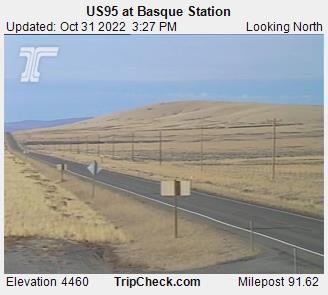 US95 at Basque Station
Updated: Oct 31 2022 3:27 PM Looking North
Elevation 4460 TripCheck.com Milepost 91.62